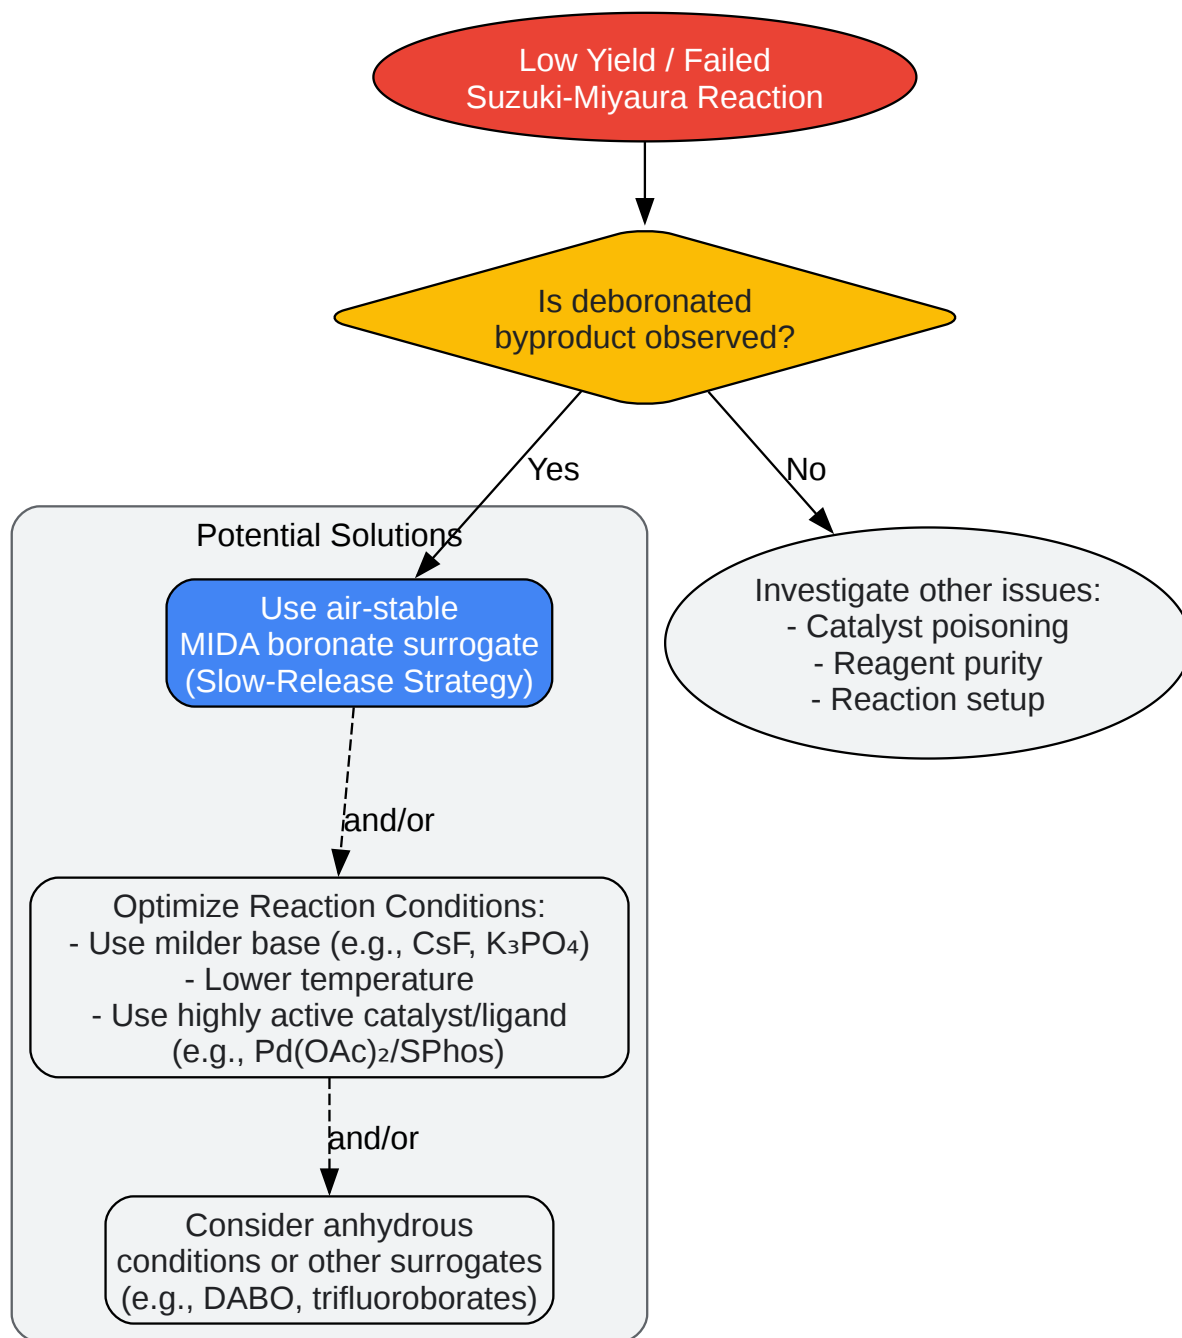 Low Yield / Failed
Suzuki-Miyaura Reaction
Is deboronated
byproduct observed?
Yes
No
Potential Solutions
Use air-stable
MIDA boronate surrogate
(Slow-Release Strategy)
Investigate other issues:
- Catalyst poisoning
- Reagent purity
- Reaction setup
and/or
Optimize Reaction Conditions:
- Use milder base (e.g., CsF, K₃PO₄)
- Lower temperature
- Use highly active catalyst/ligand
(e.g., Pd(OAc)₂/SPhos)
and/or
Consider anhydrous
conditions or other surrogates
(e.g., DABO, trifluoroborates)